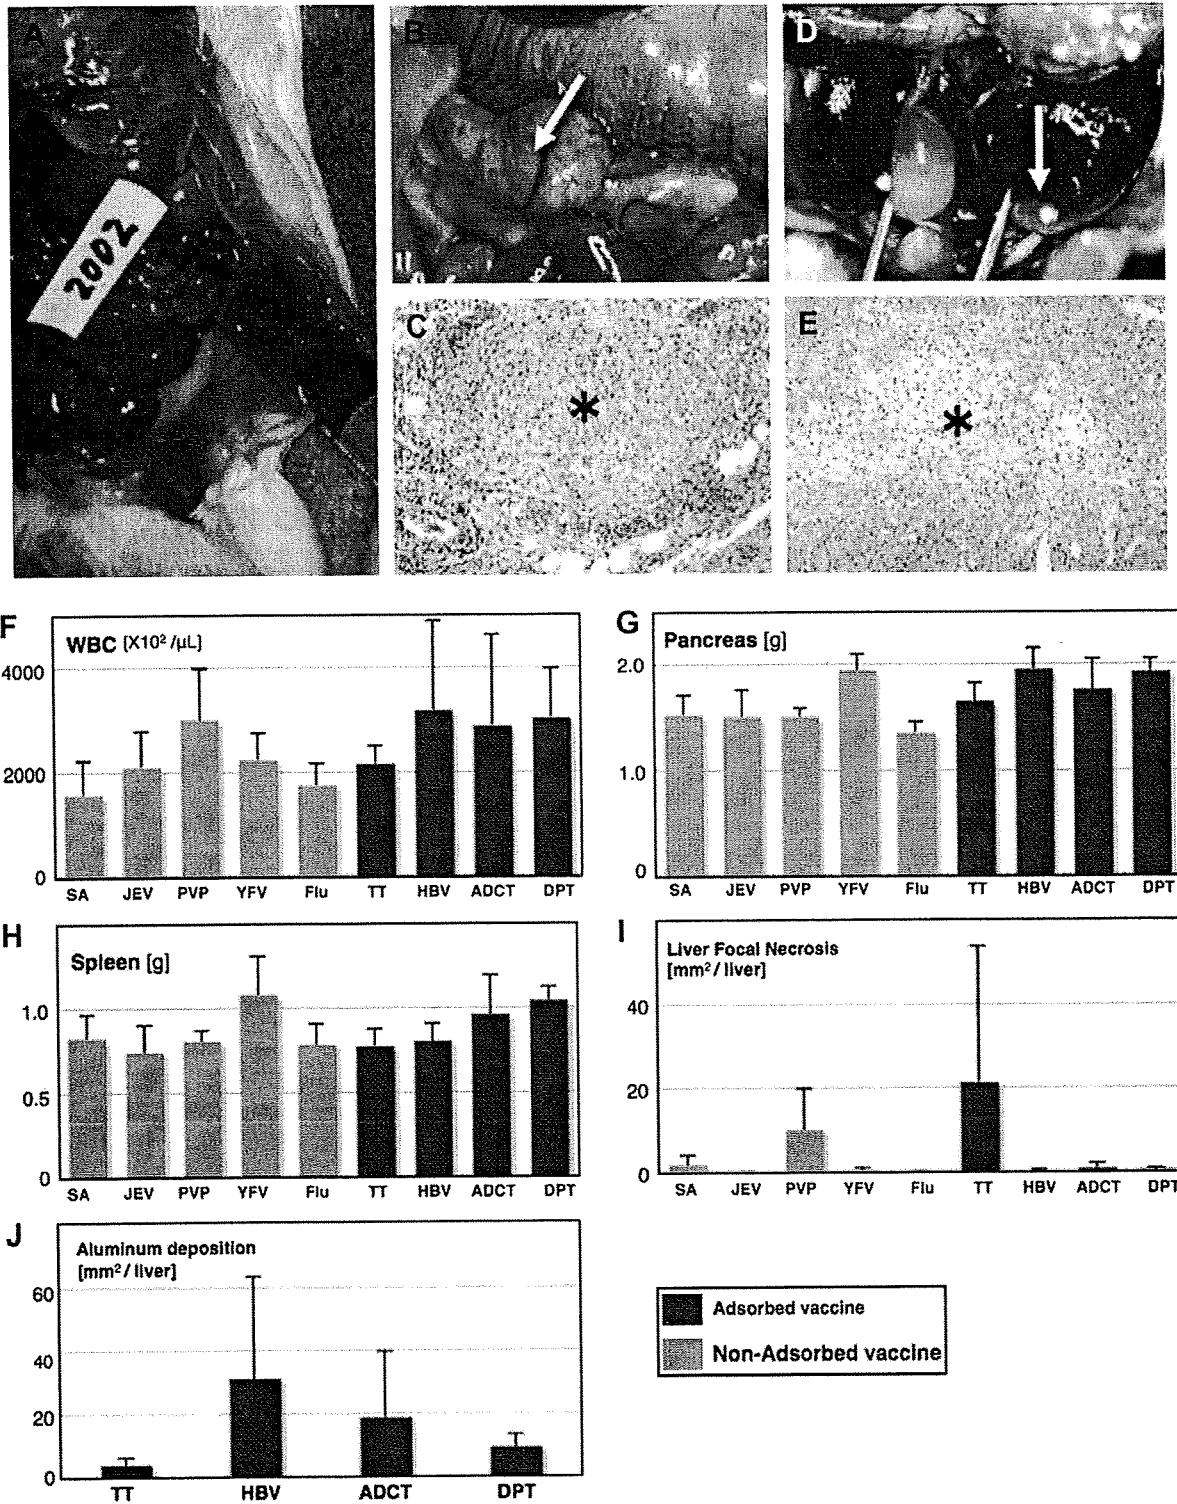 A
B
D
2002
C
*
E
*
F
WBC [X10² /µL]
4000
2000
0
SA JEV PVP YFV Flu TT HBV ADCT DPT
G
Pancreas [g]
2.0
1.0
0
SA JEV PVP YFV Flu TT HBV ADCT DPT
H
Spleen [g]
1.0
0.5
0
SA JEV PVP YFV Flu TT HBV ADCT DPT
I
Liver Focal Necrosis
[mm² / liver]
40
20
0
SA JEV PVP YFV Flu TT HBV ADCT DPT
J
Aluminum deposition
[mm² / liver]
60
40
20
0
TT HBV ADCT DPT
Adsorbed vaccine
Non-Adsorbed vaccine